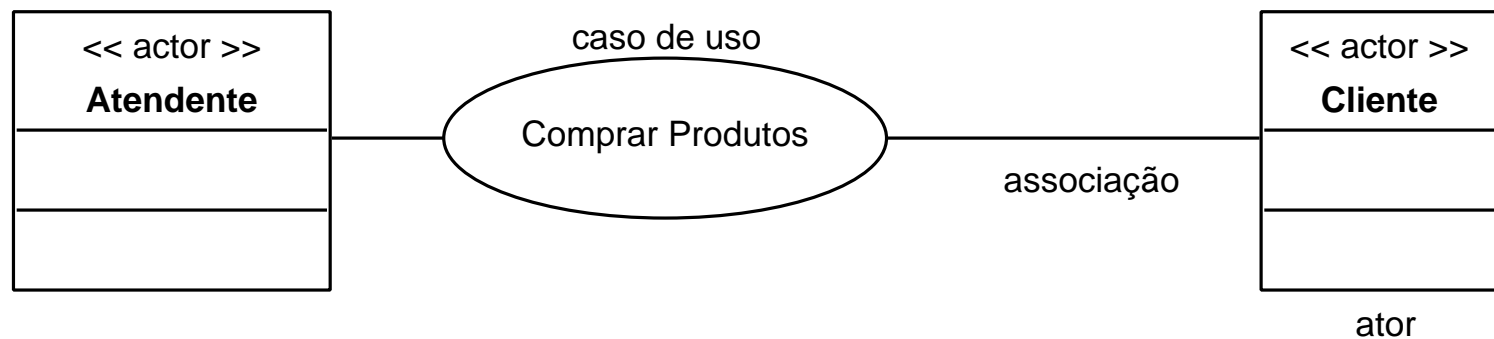 << actor >>
Atendente
caso de uso
Comprar Produtos
associação
<< actor >>
Cliente
ator